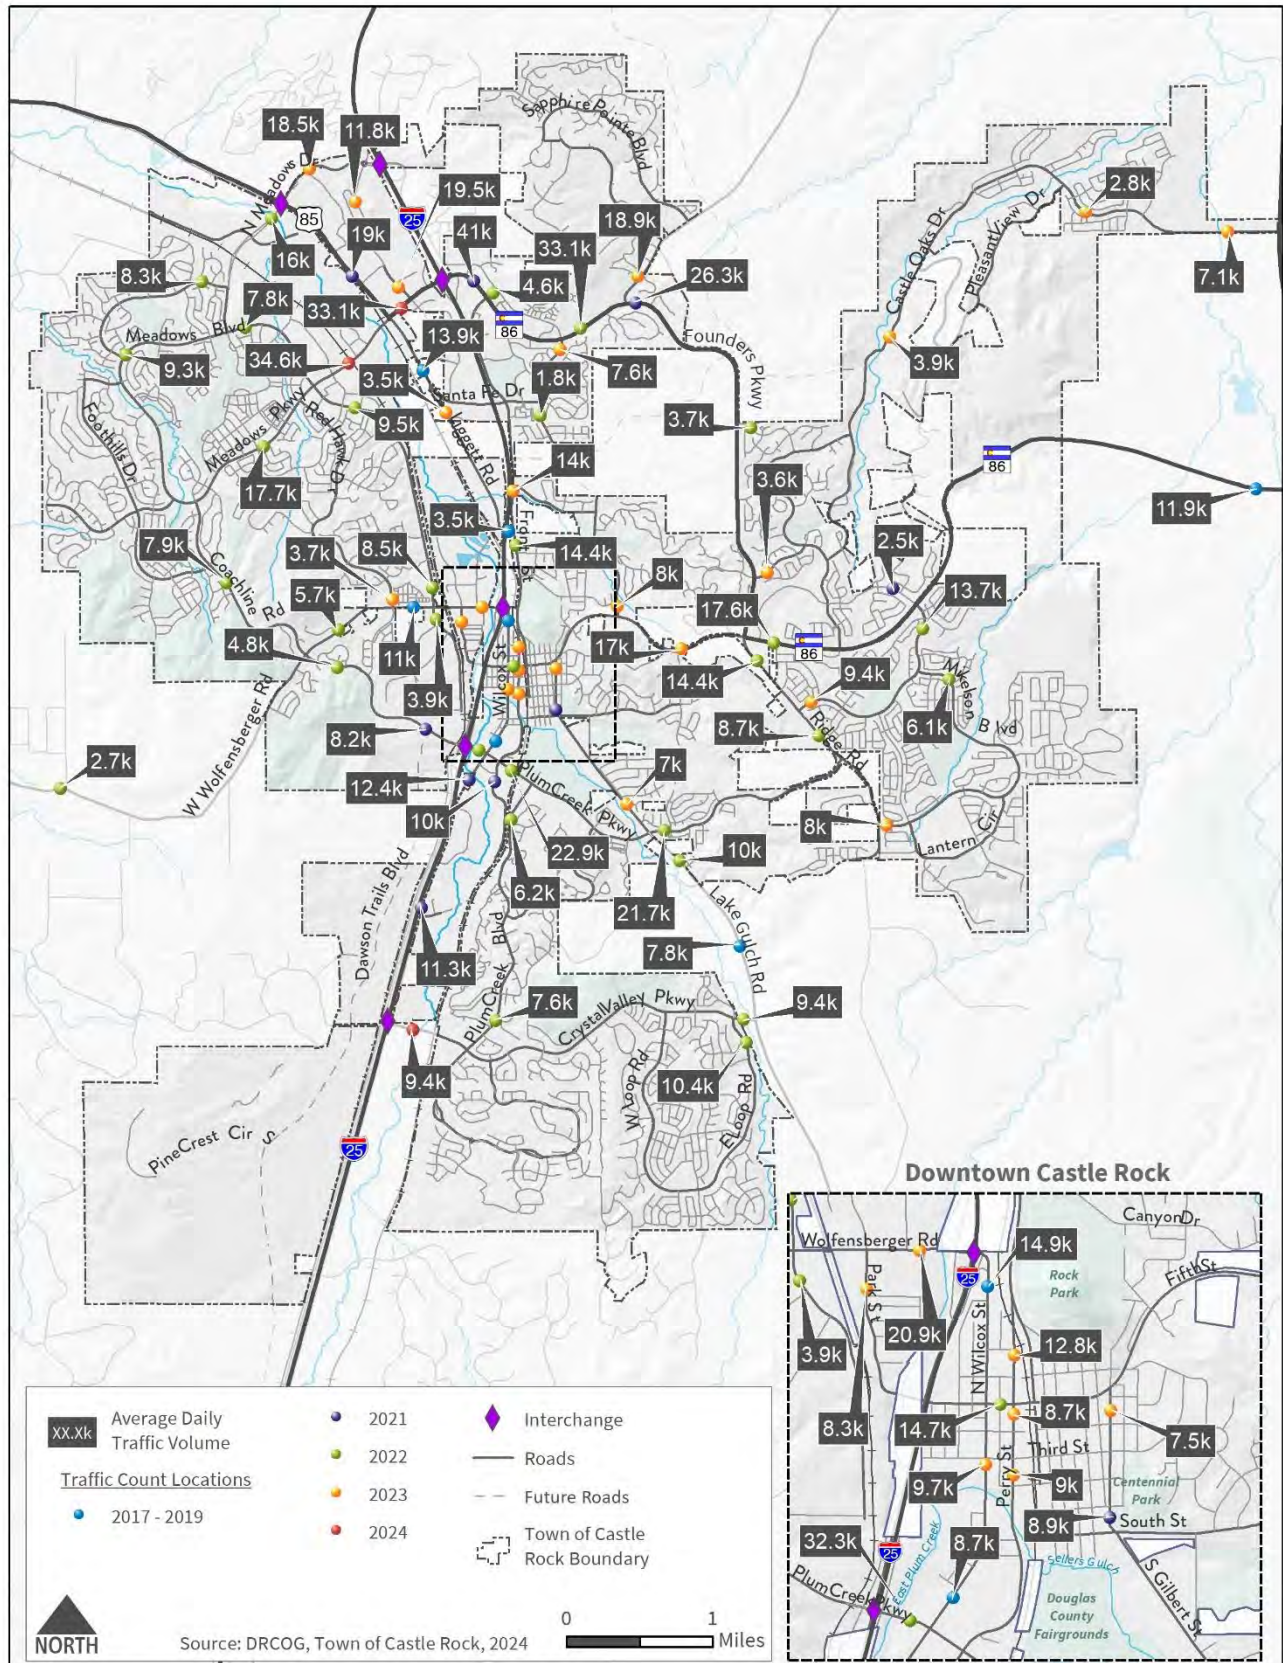 Sapphire Pointe Blvd
18.5k
11.8k
N Meadows Dr
85
25
19.5k
19k
41k
33.1k
18.9k
2.8k
Pleasant View Dr
Castle Oaks Dr
16k
8.3k
4.6k
26.3k
7.1k
7.8k
33.1k
13.9k
86
Founders Pkwy
Meadows Blvd
9.3k
34.6k
3.5k
Santa Fe Dr
1.8k
7.6k
3.9k
Foothills Dr
Meadows Pkwy
Red Hawk Dr
9.5k
Liggett Rd
3.7k
86
17.7k
14k
3.6k
11.9k
3.5k
Front St
2.5k
7.9k
3.7k
8.5k
14.4k
13.7k
Coachline Rd
5.7k
8k
17.6k
86
4.8k
11k
17k
14.4k
9.4k
Mikelson Blvd
W Wolfensberger Rd
3.9k
Wilcox St
6.1k
8.2k
8.7k
Ridge Rd
2.7k
12.4k
Plum Creek Pkwy
7k
10k
8k
Lantern Cir
22.9k
10k
6.2k
21.7k
Dawson Trails Blvd
Lake Gulch Rd
11.3k
7.8k
Plum Creek Blvd
7.6k
Crystal Valley Pkwy
9.4k
9.4k
W Loop Rd
10.4k
E Loop Rd
Pine Crest Cir S
25
Downtown Castle Rock
Canyon Dr
Wolfensberger Rd
14.9k
25
Rock
Park
Fifth St
Park St
20.9k
N Wilcox St
3.9k
12.8k
8.3k
14.7k
8.7k
7.5k
Third St
9.7k
Perry St
9k
Centennial
Park
8.9k
South St
32.3k
8.7k
25
East Plum Creek
Sellers Gulch
S Gilbert St
Plum Creek Pkwy
Douglas
County
Fairgrounds
XX.Xk
Average Daily
Traffic Volume
Traffic Count Locations
2017 - 2019
2021
2022
2023
2024
Interchange
Roads
Future Roads
Town of Castle
Rock Boundary
NORTH
Source: DRCOG, Town of Castle Rock, 2024
0 1
Miles